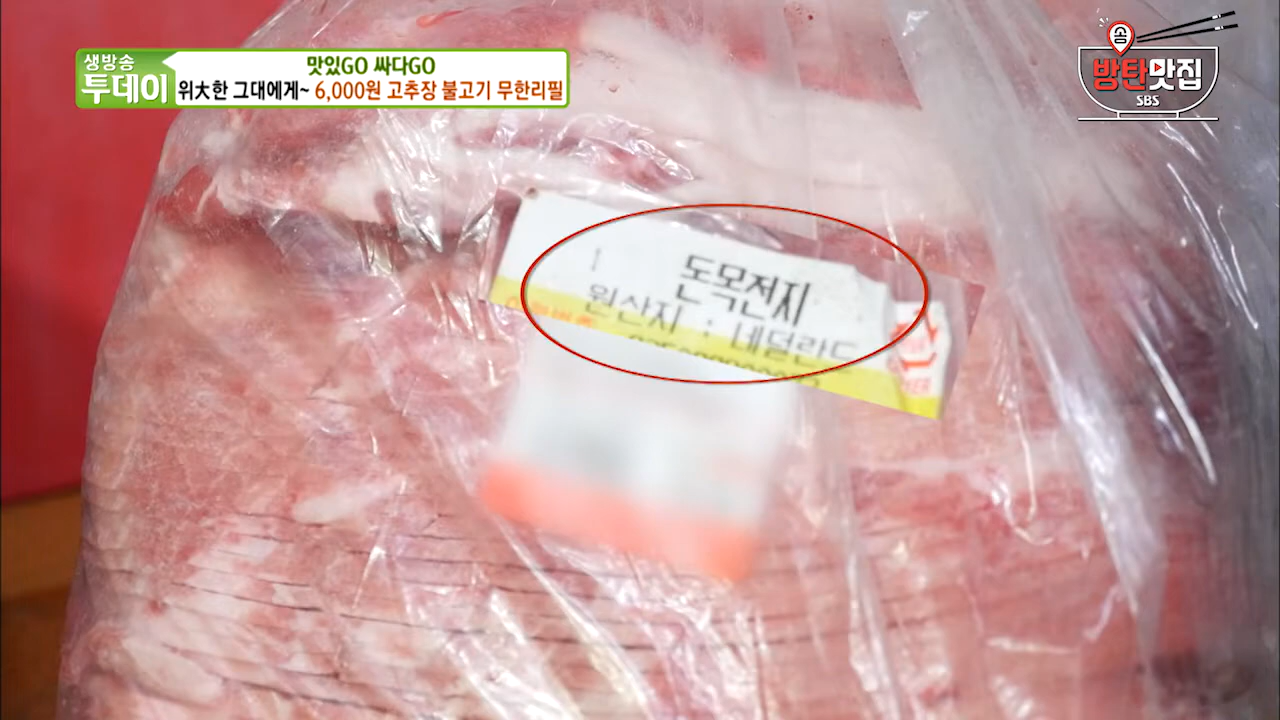 생방송
투데이
맛있GO 싸다GO
위大한 그대에게~ 6,000원 고추장 불고기 무한리필
방탄맛집
SBS
돈목전지
원산지 : 네덜란드